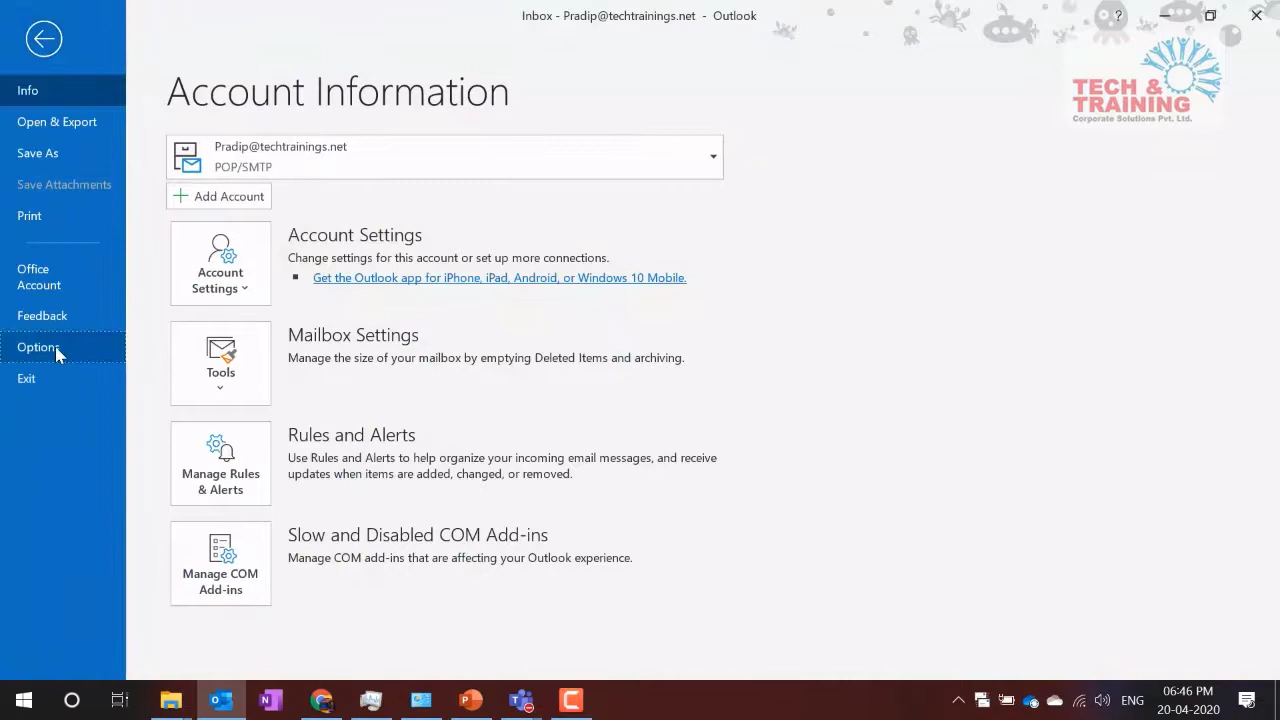 Inbox - Pradip@techtrainings.net - Outlook
?
TECH &
TRAINING
Corporate Solutions Pvt. Ltd.
Info
Open & Export
Save As
Save Attachments
Print
Office
Account
Feedback
Options
Exit
Account Information
Pradip@techtrainings.net
POP/SMTP
Add Account
Account
Settings
Account Settings
Change settings for this account or set up more connections.
Get the Outlook app for iPhone, iPad, Android, or Windows 10 Mobile.
Tools
Mailbox Settings
Manage the size of your mailbox by emptying Deleted Items and archiving.
Manage Rules
& Alerts
Rules and Alerts
Use Rules and Alerts to help organize your incoming email messages, and receive
updates when items are added, changed, or removed.
Manage COM
Add-ins
Slow and Disabled COM Add-ins
Manage COM add-ins that are affecting your Outlook experience.
ENG
06:46 PM
20-04-2020